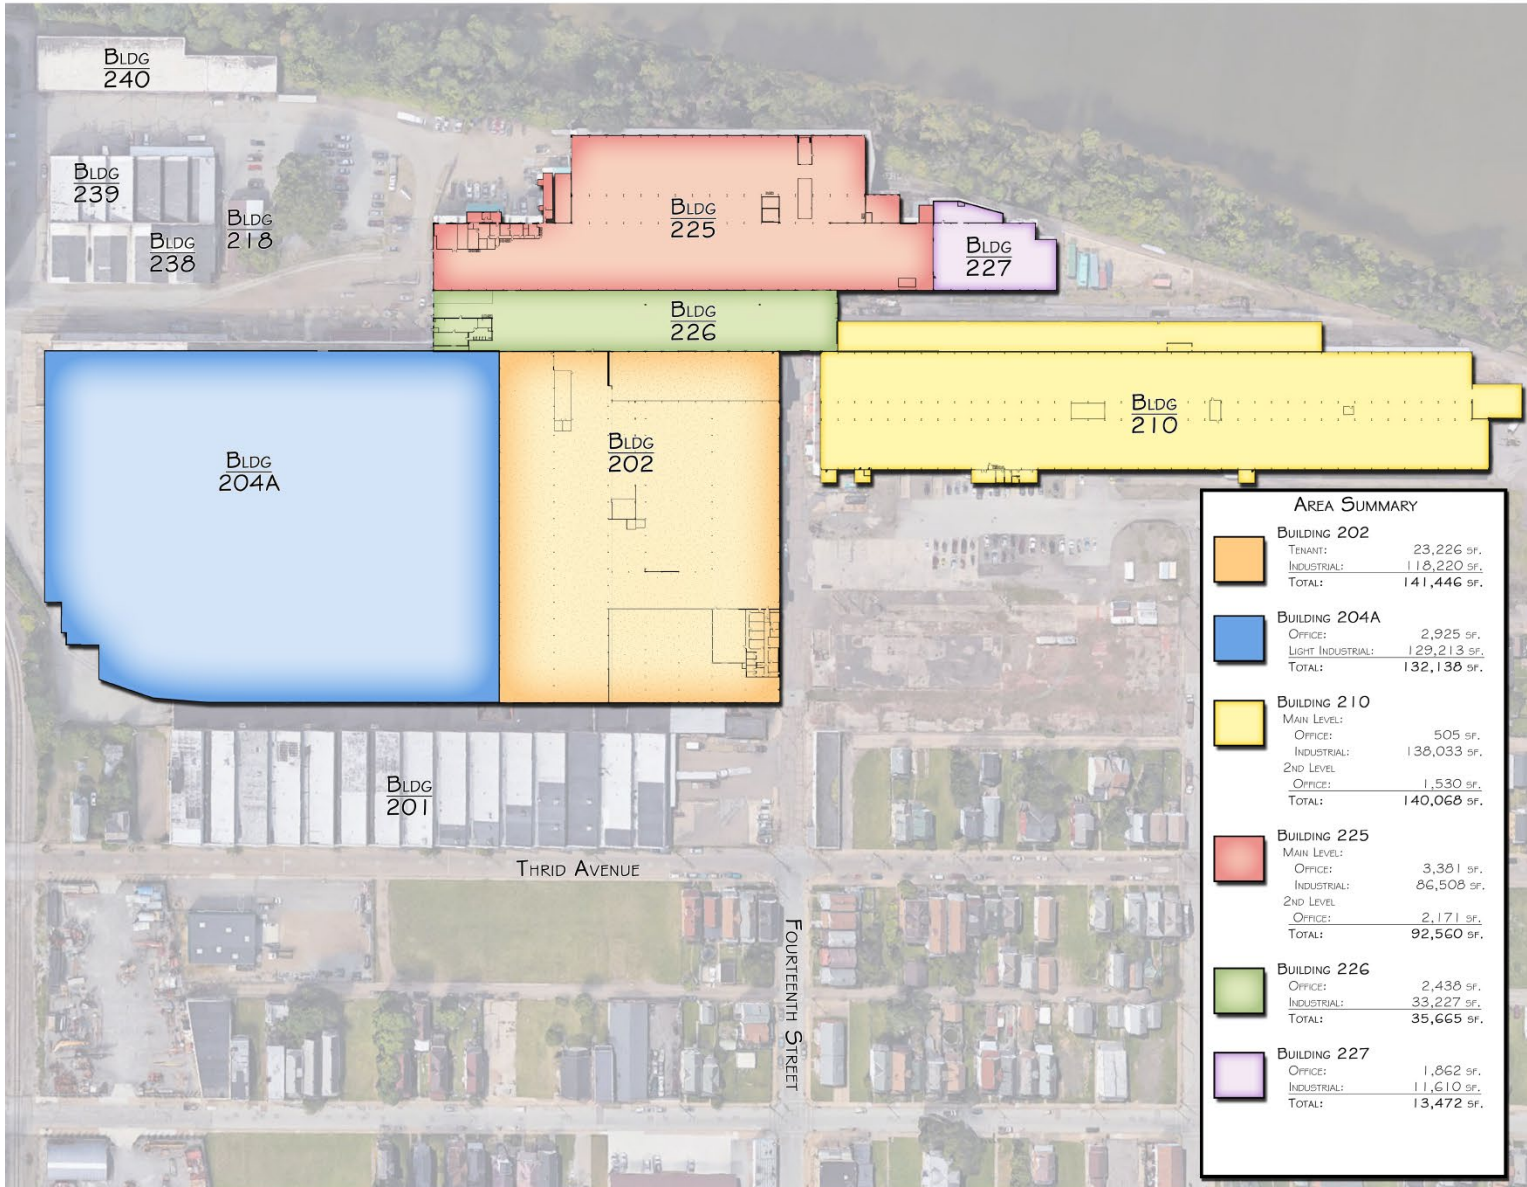 BLDG
240
BLDG
239
BLDG
218
BLDG
238
BLDG
225
BLDG
227
BLDG
226
BLDG
210
BLDG
202
BLDG
204A
BLDG
201
THRID AVENUE
FOURTEENTH STREET
AREA SUMMARY
BUILDING 202
TENANT: 23,226 SF.
INDUSTRIAL: 118,220 SF.
TOTAL: 141,446 SF.
BUILDING 204A
OFFICE: 2,925 SF.
LIGHT INDUSTRIAL: 129,213 SF.
TOTAL: 132,138 SF.
BUILDING 210
MAIN LEVEL:
OFFICE: 505 SF.
INDUSTRIAL: 138,033 SF.
2ND LEVEL
OFFICE: 1,530 SF.
TOTAL: 140,068 SF.
BUILDING 225
MAIN LEVEL:
OFFICE: 3,381 SF.
INDUSTRIAL: 86,508 SF.
2ND LEVEL
OFFICE: 2,171 SF.
TOTAL: 92,560 SF.
BUILDING 226
OFFICE: 2,438 SF.
INDUSTRIAL: 33,227 SF.
TOTAL: 35,665 SF.
BUILDING 227
OFFICE: 1,862 SF.
INDUSTRIAL: 11,610 SF.
TOTAL: 13,472 SF.